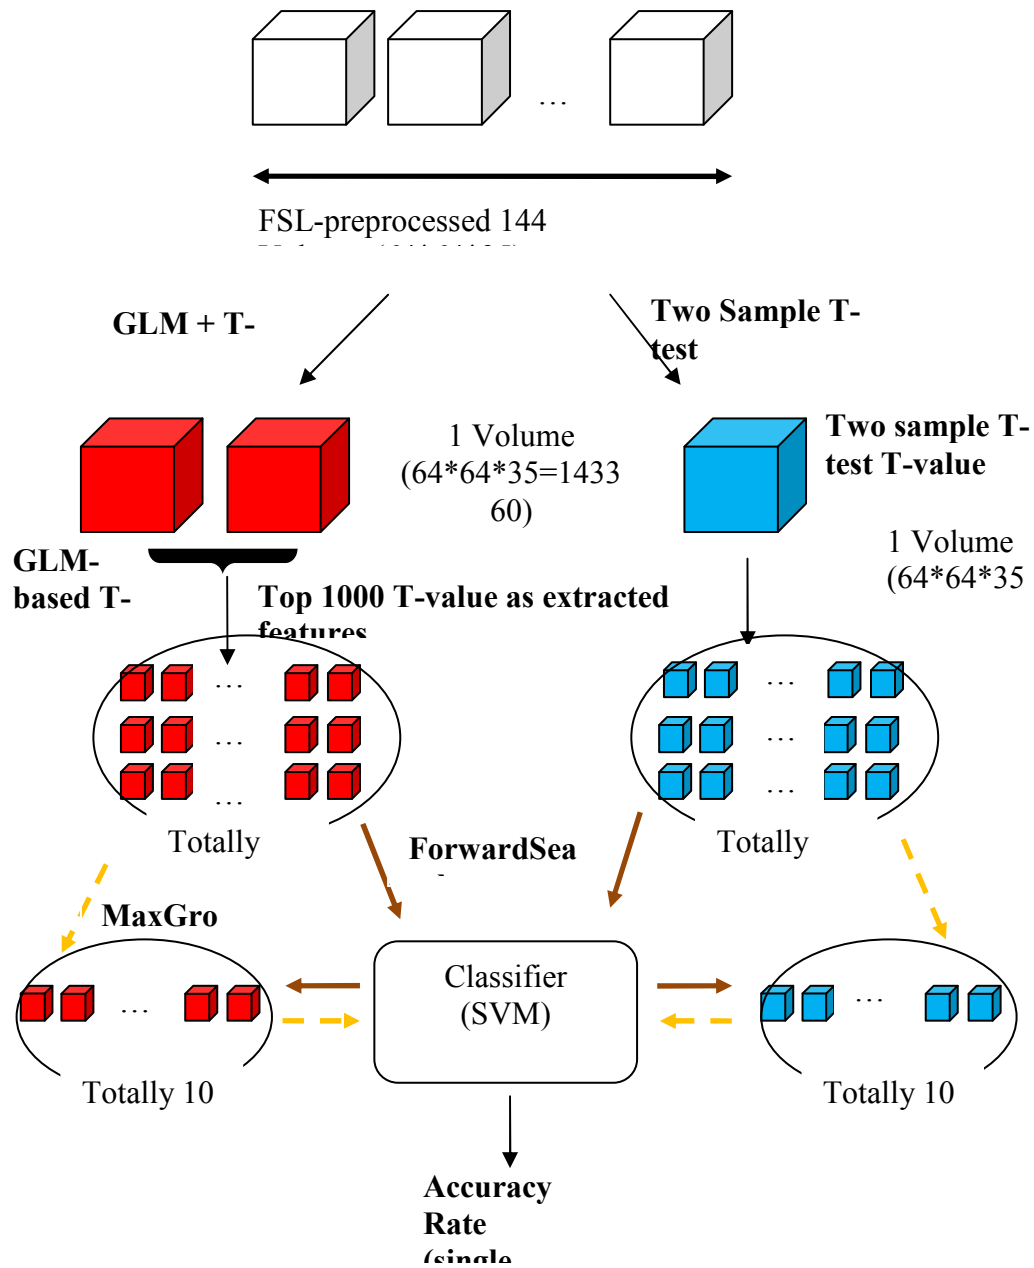 ...
FSL-preprocessed 144
GLM + T-
Two Sample T-
test
1 Volume
(64*64*35=1433
60)
Two sample T-
test T-value
1 Volume
(64*64*35
GLM-
based T-
Top 1000 T-value as extracted
features
...
...
...
...
...
...
Totally
Totally
ForwardSea
MaxGro
Classifier
(SVM)
...
...
Totally 10
Totally 10
Accuracy
Rate
(single